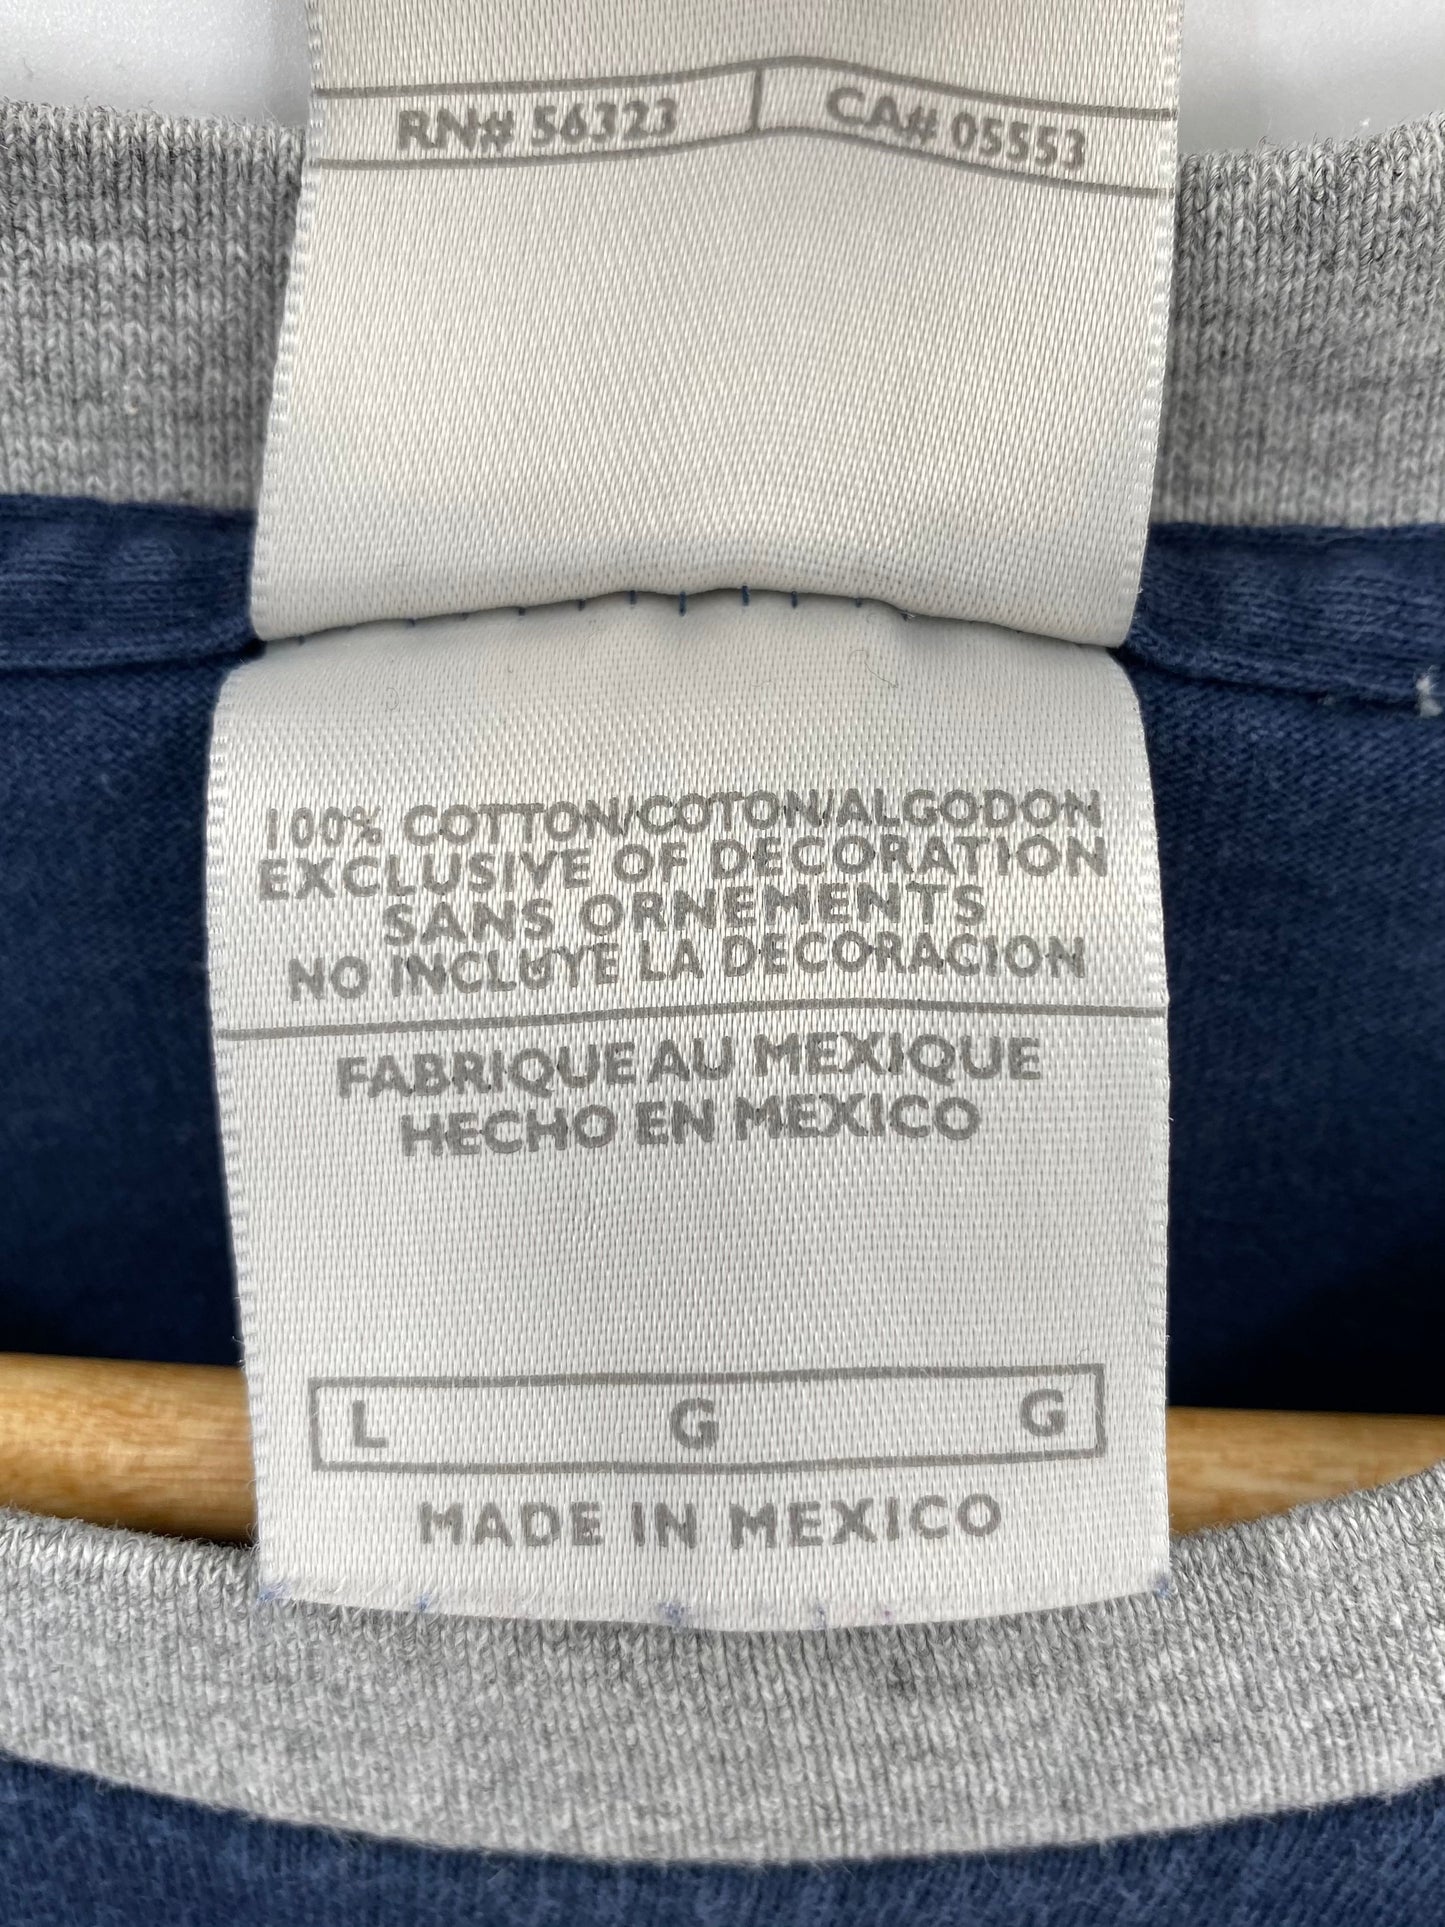 RN# 56323 CA# 05553
100% COTTON/COTON/ALGODON
EXCLUSIVE OF DECORATION
SANS ORNEMENTS
NO INCLUYE LA DECORACION
FABRIQUE AU MEXIQUE
HECHO EN MEXICO
L G G
MADE IN MEXICO